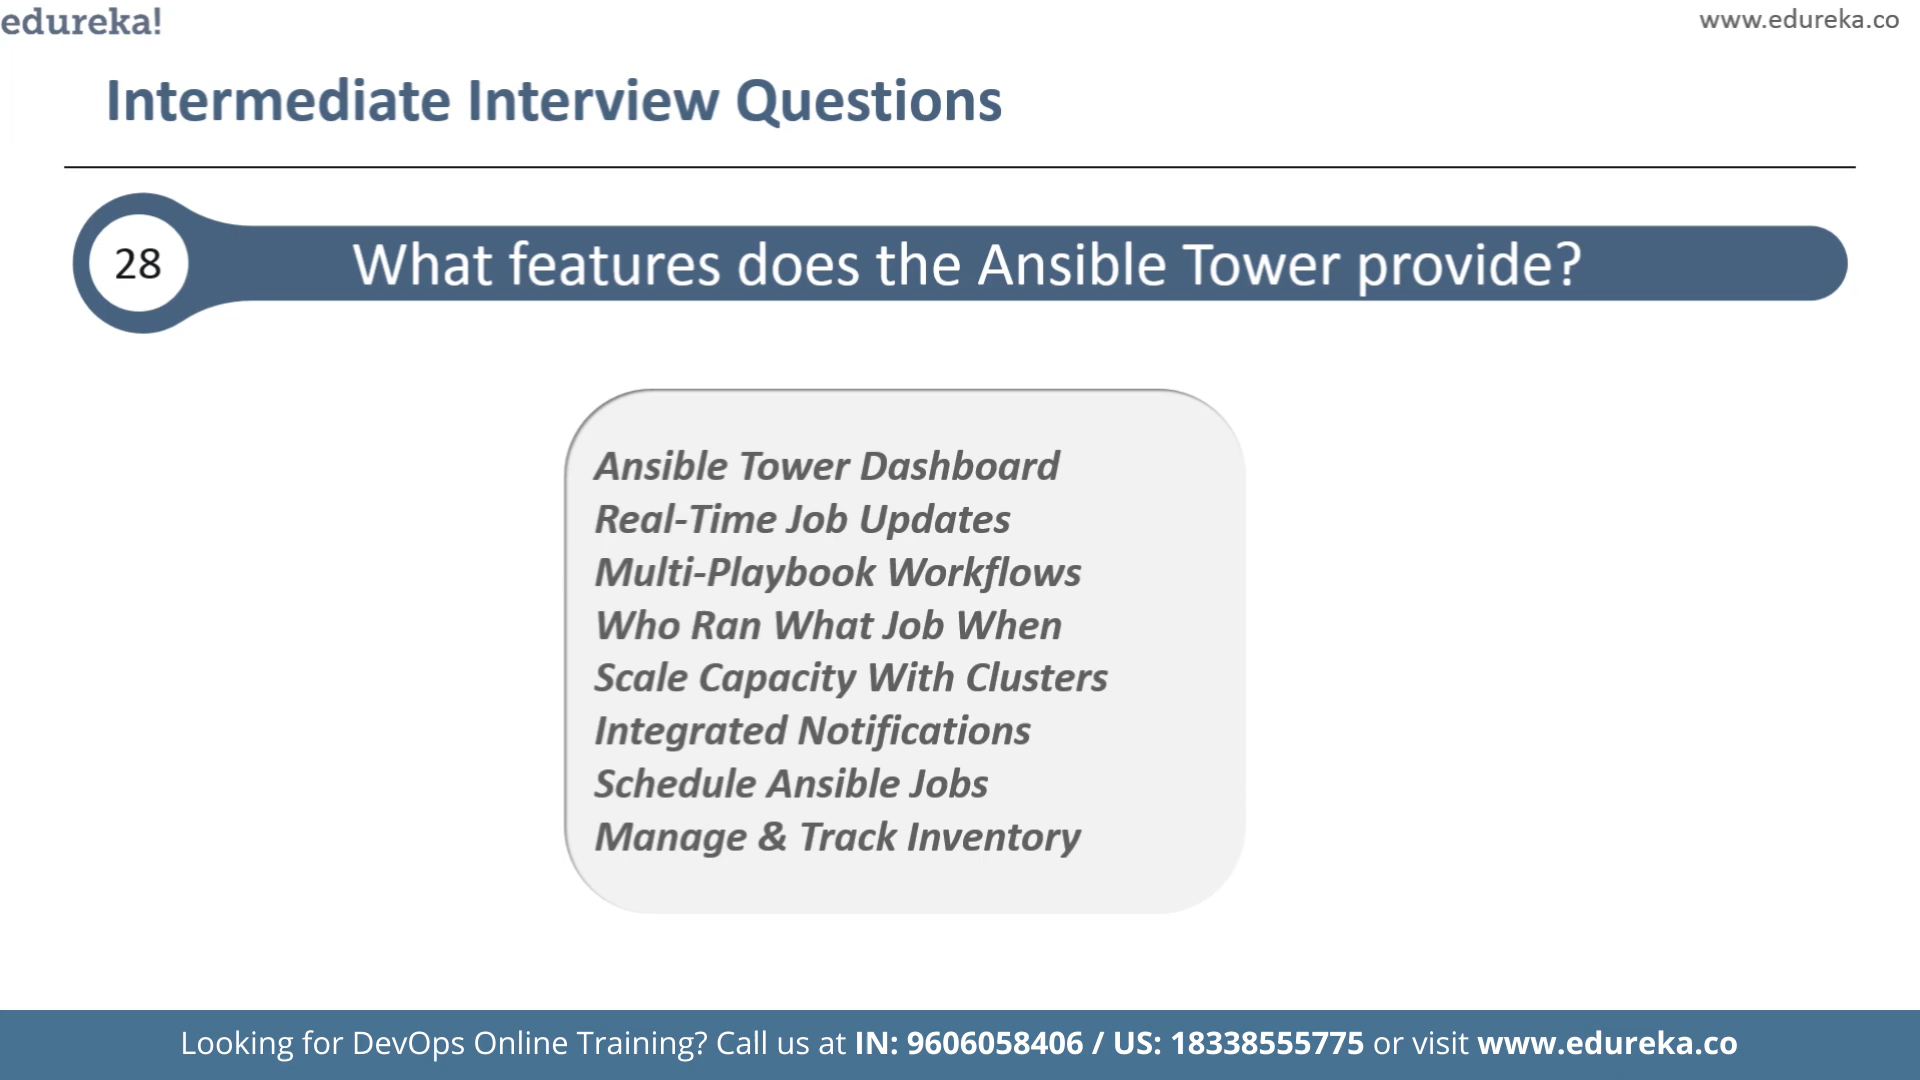 edureka!
www.edureka.co
Intermediate Interview Questions
28
What features does the Ansible Tower provide?
Ansible Tower Dashboard
Real-Time Job Updates
Multi-Playbook Workflows
Who Ran What Job When
Scale Capacity With Clusters
Integrated Notifications
Schedule Ansible Jobs
Manage & Track Inventory
Looking for DevOps Online Training? Call us at IN: 9606058406 / US: 18338555775 or visit www.edureka.co